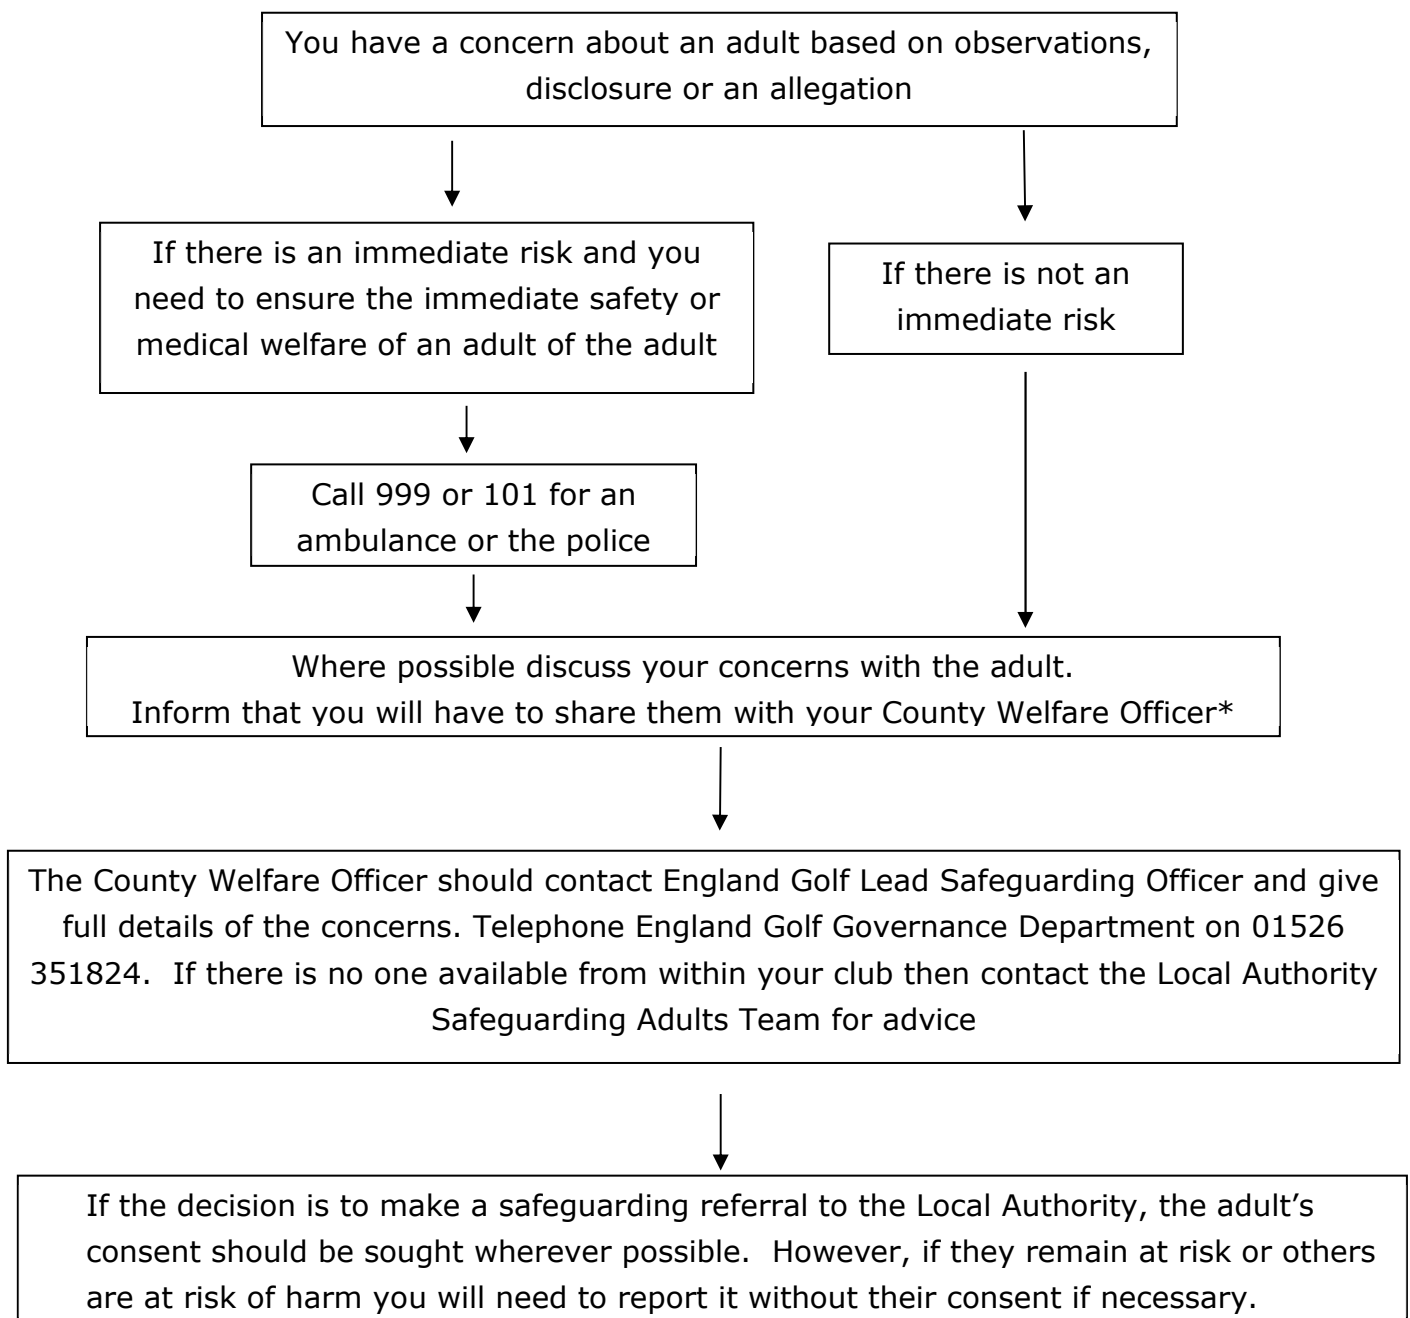 You have a concern about an adult based on observations,
disclosure or an allegation
If there is an immediate risk and you
need to ensure the immediate safety or
medical welfare of an adult of the adult
If there is not an
immediate risk
Call 999 or 101 for an
ambulance or the police
Where possible discuss your concerns with the adult.
Inform that you will have to share them with your County Welfare Officer*
The County Welfare Officer should contact England Golf Lead Safeguarding Officer and give
full details of the concerns. Telephone England Golf Governance Department on 01526
351824.  If there is no one available from within your club then contact the Local Authority
Safeguarding Adults Team for advice
If the decision is to make a safeguarding referral to the Local Authority, the adult’s
consent should be sought wherever possible.  However, if they remain at risk or others
are at risk of harm you will need to report it without their consent if necessary.